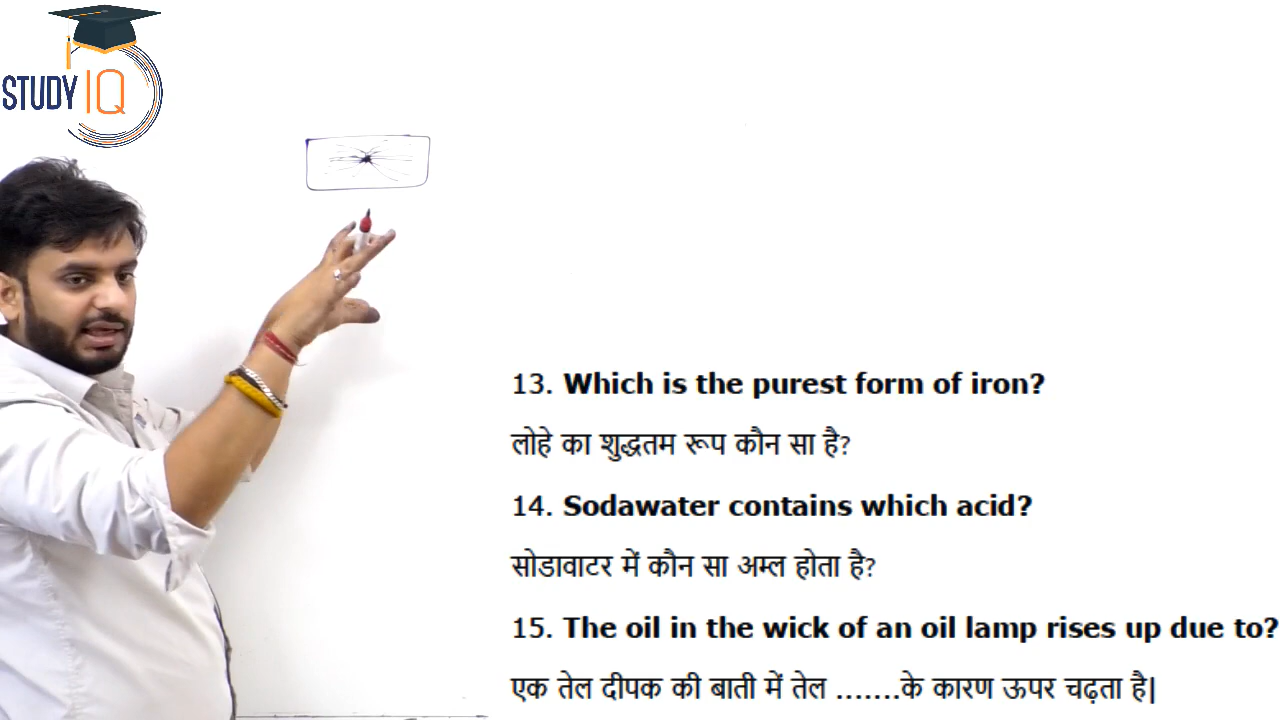 STUDY IQ
13. Which is the purest form of iron?
लोहे का शुद्धतम रूप कौन सा है?
14. Sodawater contains which acid?
सोडावाटर में कौन सा अम्ल होता है?
15. The oil in the wick of an oil lamp rises up due to?
एक तेल दीपक की बाती में तेल .......के कारण ऊपर चढ़ता है|